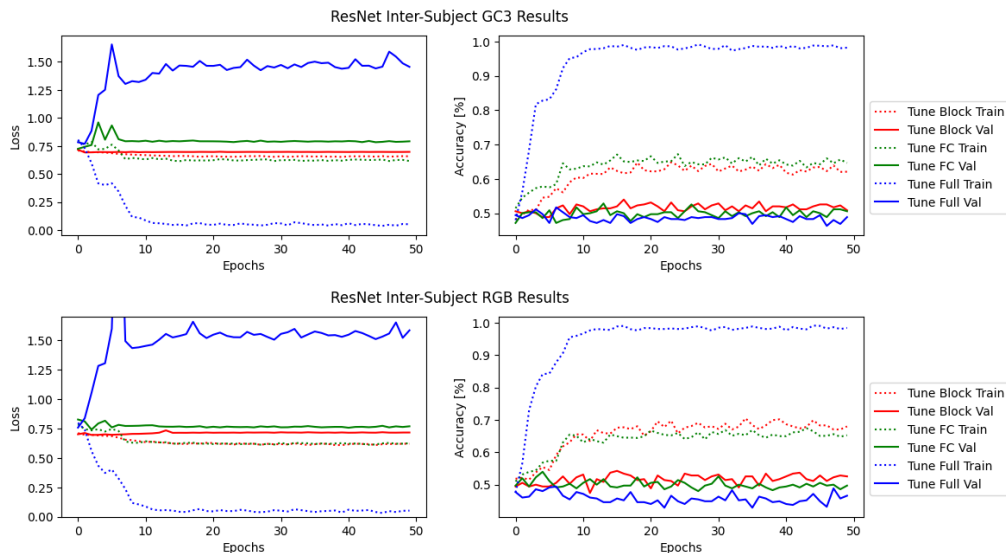 ResNet Inter-Subject GC3 Results
1.50
1.25
1.00
0.75
0.50
0.25
0.00
Loss
0 10 20 30 40 50
Epochs
1.0
0.9
0.8
0.7
0.6
0.5
Accuracy [%]
0 10 20 30 40 50
Epochs
Tune Block Train
Tune Block Val
Tune FC Train
Tune FC Val
Tune Full Train
Tune Full Val
ResNet Inter-Subject RGB Results
1.50
1.25
1.00
0.75
0.50
0.25
0.00
Loss
0 10 20 30 40 50
Epochs
1.0
0.9
0.8
0.7
0.6
0.5
Accuracy [%]
0 10 20 30 40 50
Epochs
Tune Block Train
Tune Block Val
Tune FC Train
Tune FC Val
Tune Full Train
Tune Full Val